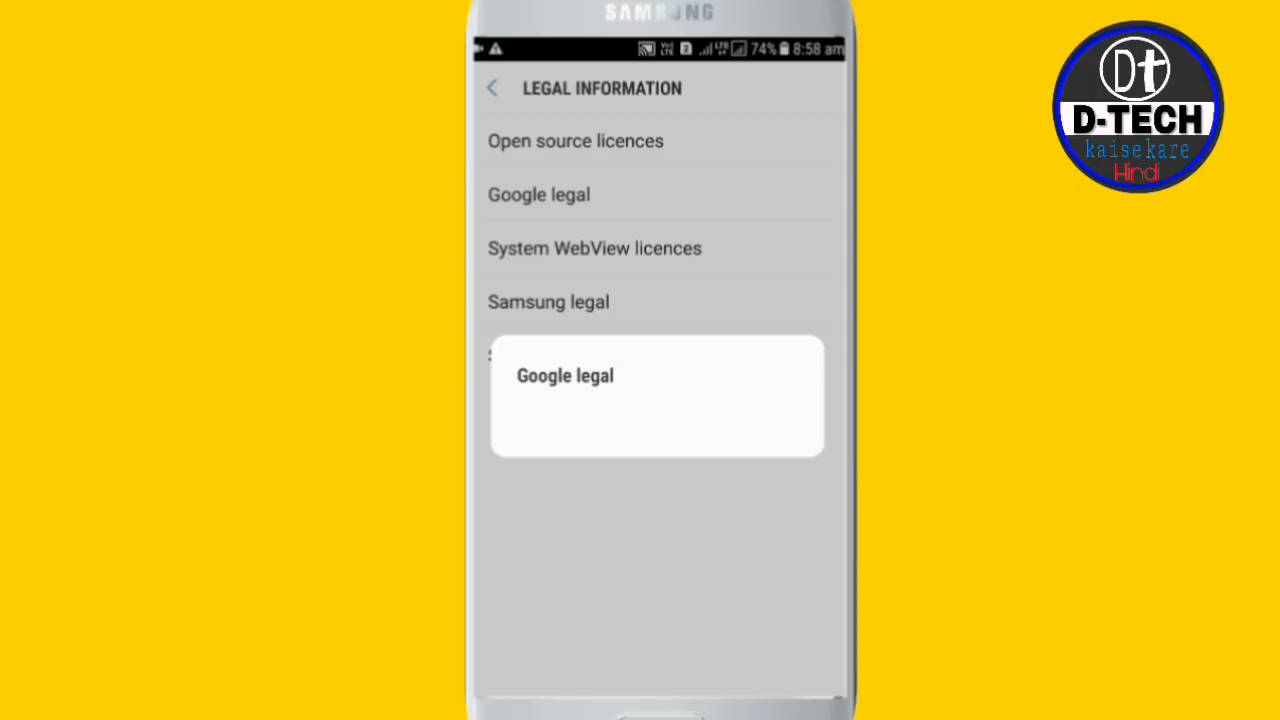 SAMSUNG
74% 8:58 am
LEGAL INFORMATION
Open source licences
Google legal
System WebView licences
Samsung legal
Google legal
Dt
D-TECH
kaise kare
Hindi